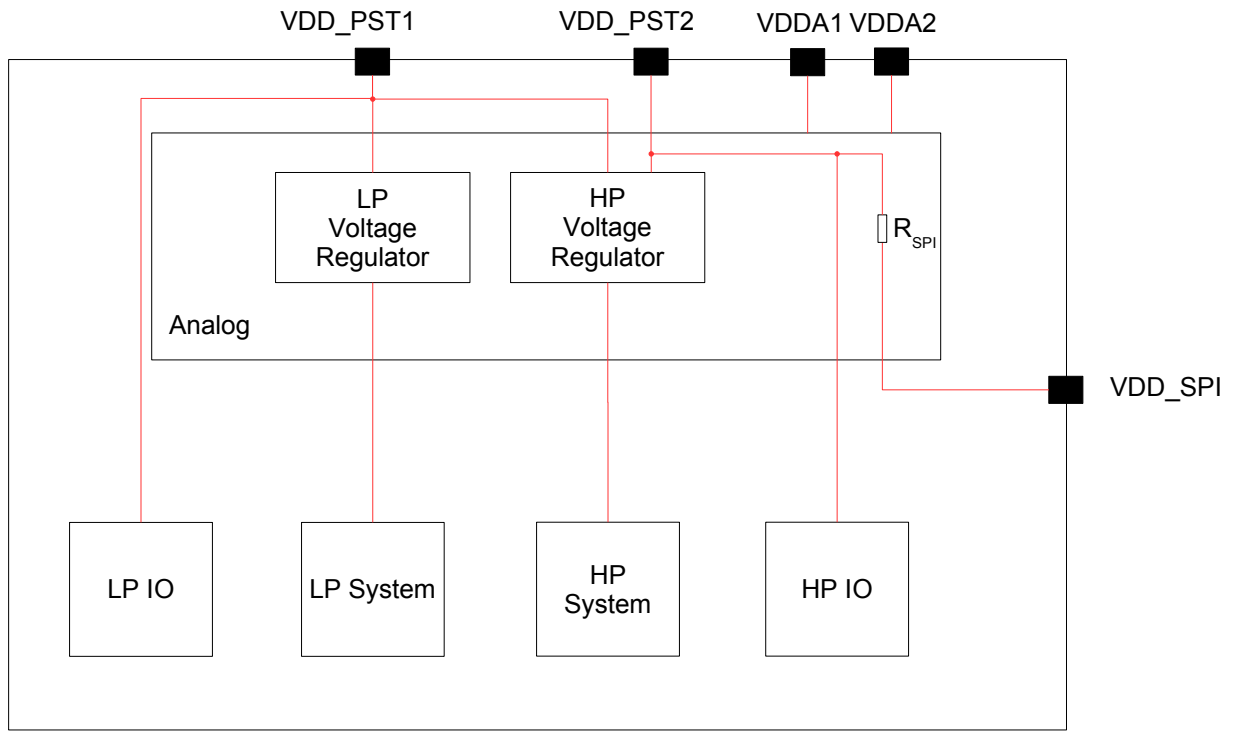 VDD_PST1
VDD_PST2
VDDA1
VDDA2
LP
Voltage
Regulator
HP
Voltage
Regulator
RSPI
Analog
VDD_SPI
LP IO
LP System
HP
System
HP IO